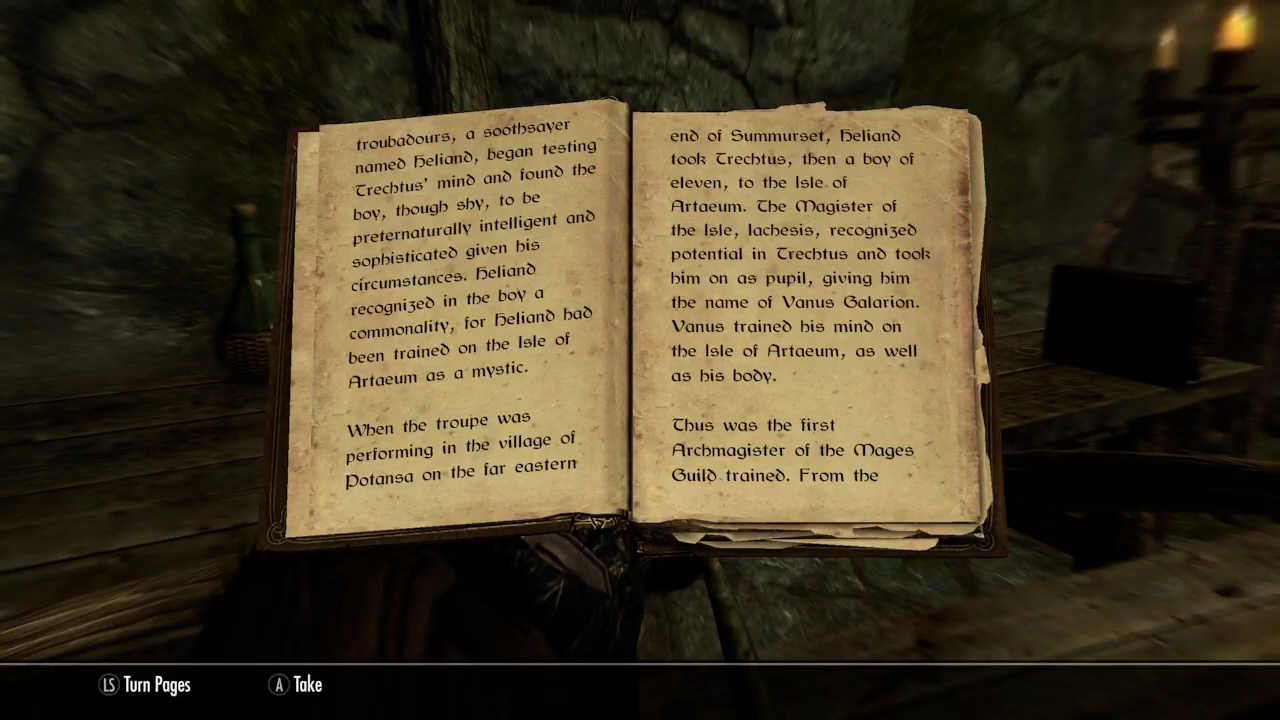 troubadours, a soothsayer
named Heliand, began testing
Trechtus' mind and found the
boy, though shy, to be
preternaturally intelligent and
sophisticated given his
circumstances. Heliand
recognized in the boy a
commonality, for Heliand had
been trained on the Isle of
Artaeum as a mystic.
When the troupe was
performing in the village of
Potansa on the far eastern
end of Summurset, Heliand
took Trechtus, then a boy of
eleven, to the Isle of
Artaeum. The Magister of
the Isle, lachesis, recognized
potential in Trechtus and took
him on as pupil, giving him
the name of Vanus Galarion.
Vanus trained his mind on
the Isle of Artaeum, as well
as his body.
Thus was the first
Archmagister of the Mages
Guild trained. From the
LS Turn Pages
A Take